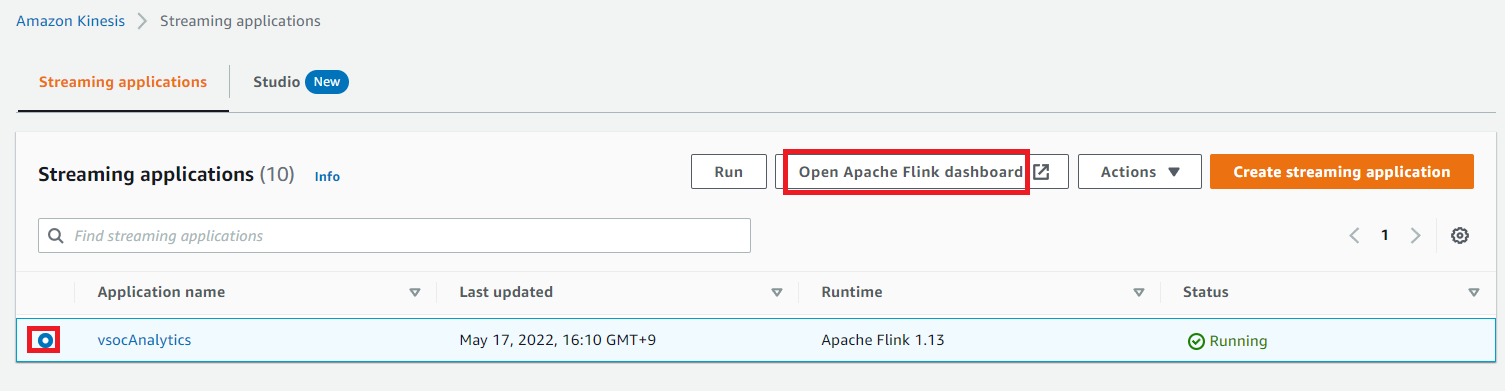 Amazon Kinesis > Streaming applications
Streaming applications Studio New
Streaming applications (10) Info Run Open Apache Flink dashboard Actions Create streaming application
Find streaming applications 1
Application name Last updated Runtime Status
vsocAnalytics May 17, 2022, 16:10 GMT+9 Apache Flink 1.13 Running